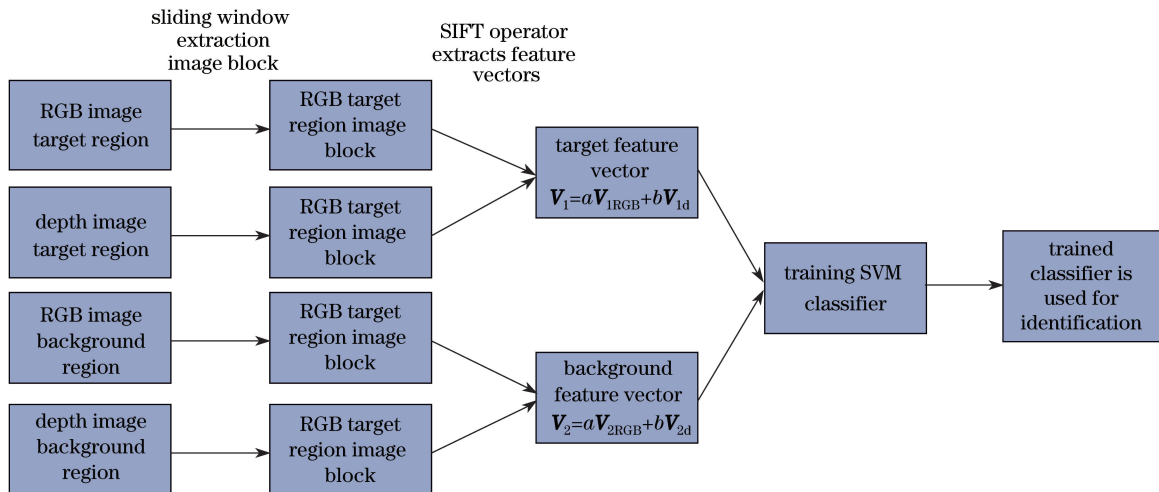 sliding window
extraction
image block
SIFT operator
extracts feature
vectors
RGB image
target region
RGB target
region image
block
depth image
target region
RGB target
region image
block
RGB image
background
region
RGB target
region image
block
depth image
background
region
RGB target
region image
block
target feature
vector
V₁=aV₁RGB+bV₁d
background
feature vector
V₂=aV₂RGB+bV₂d
training SVM
classifier
trained
classifier is
used for
identification